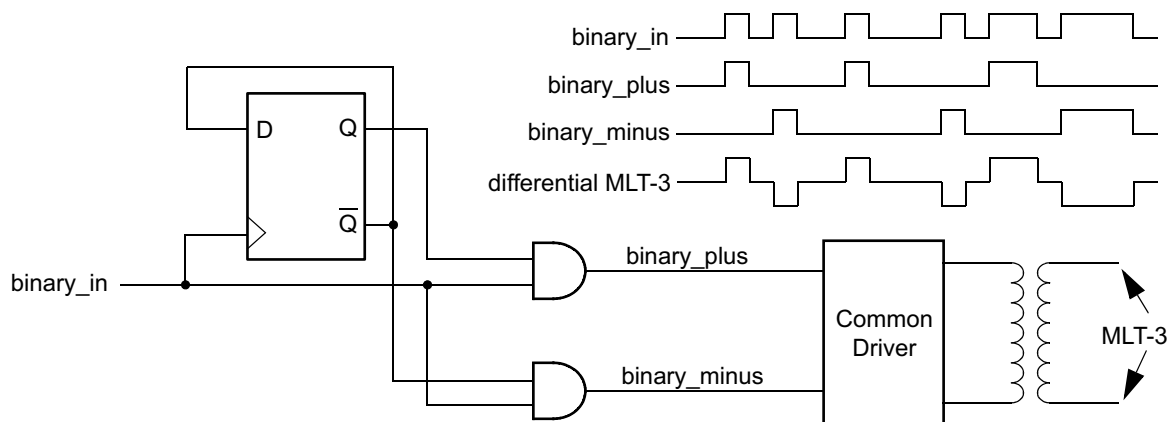 binary_in
binary_plus
binary_minus
differential MLT-3
D Q
Q̅
binary_in
binary_plus
binary_minus
Common
Driver
MLT-3